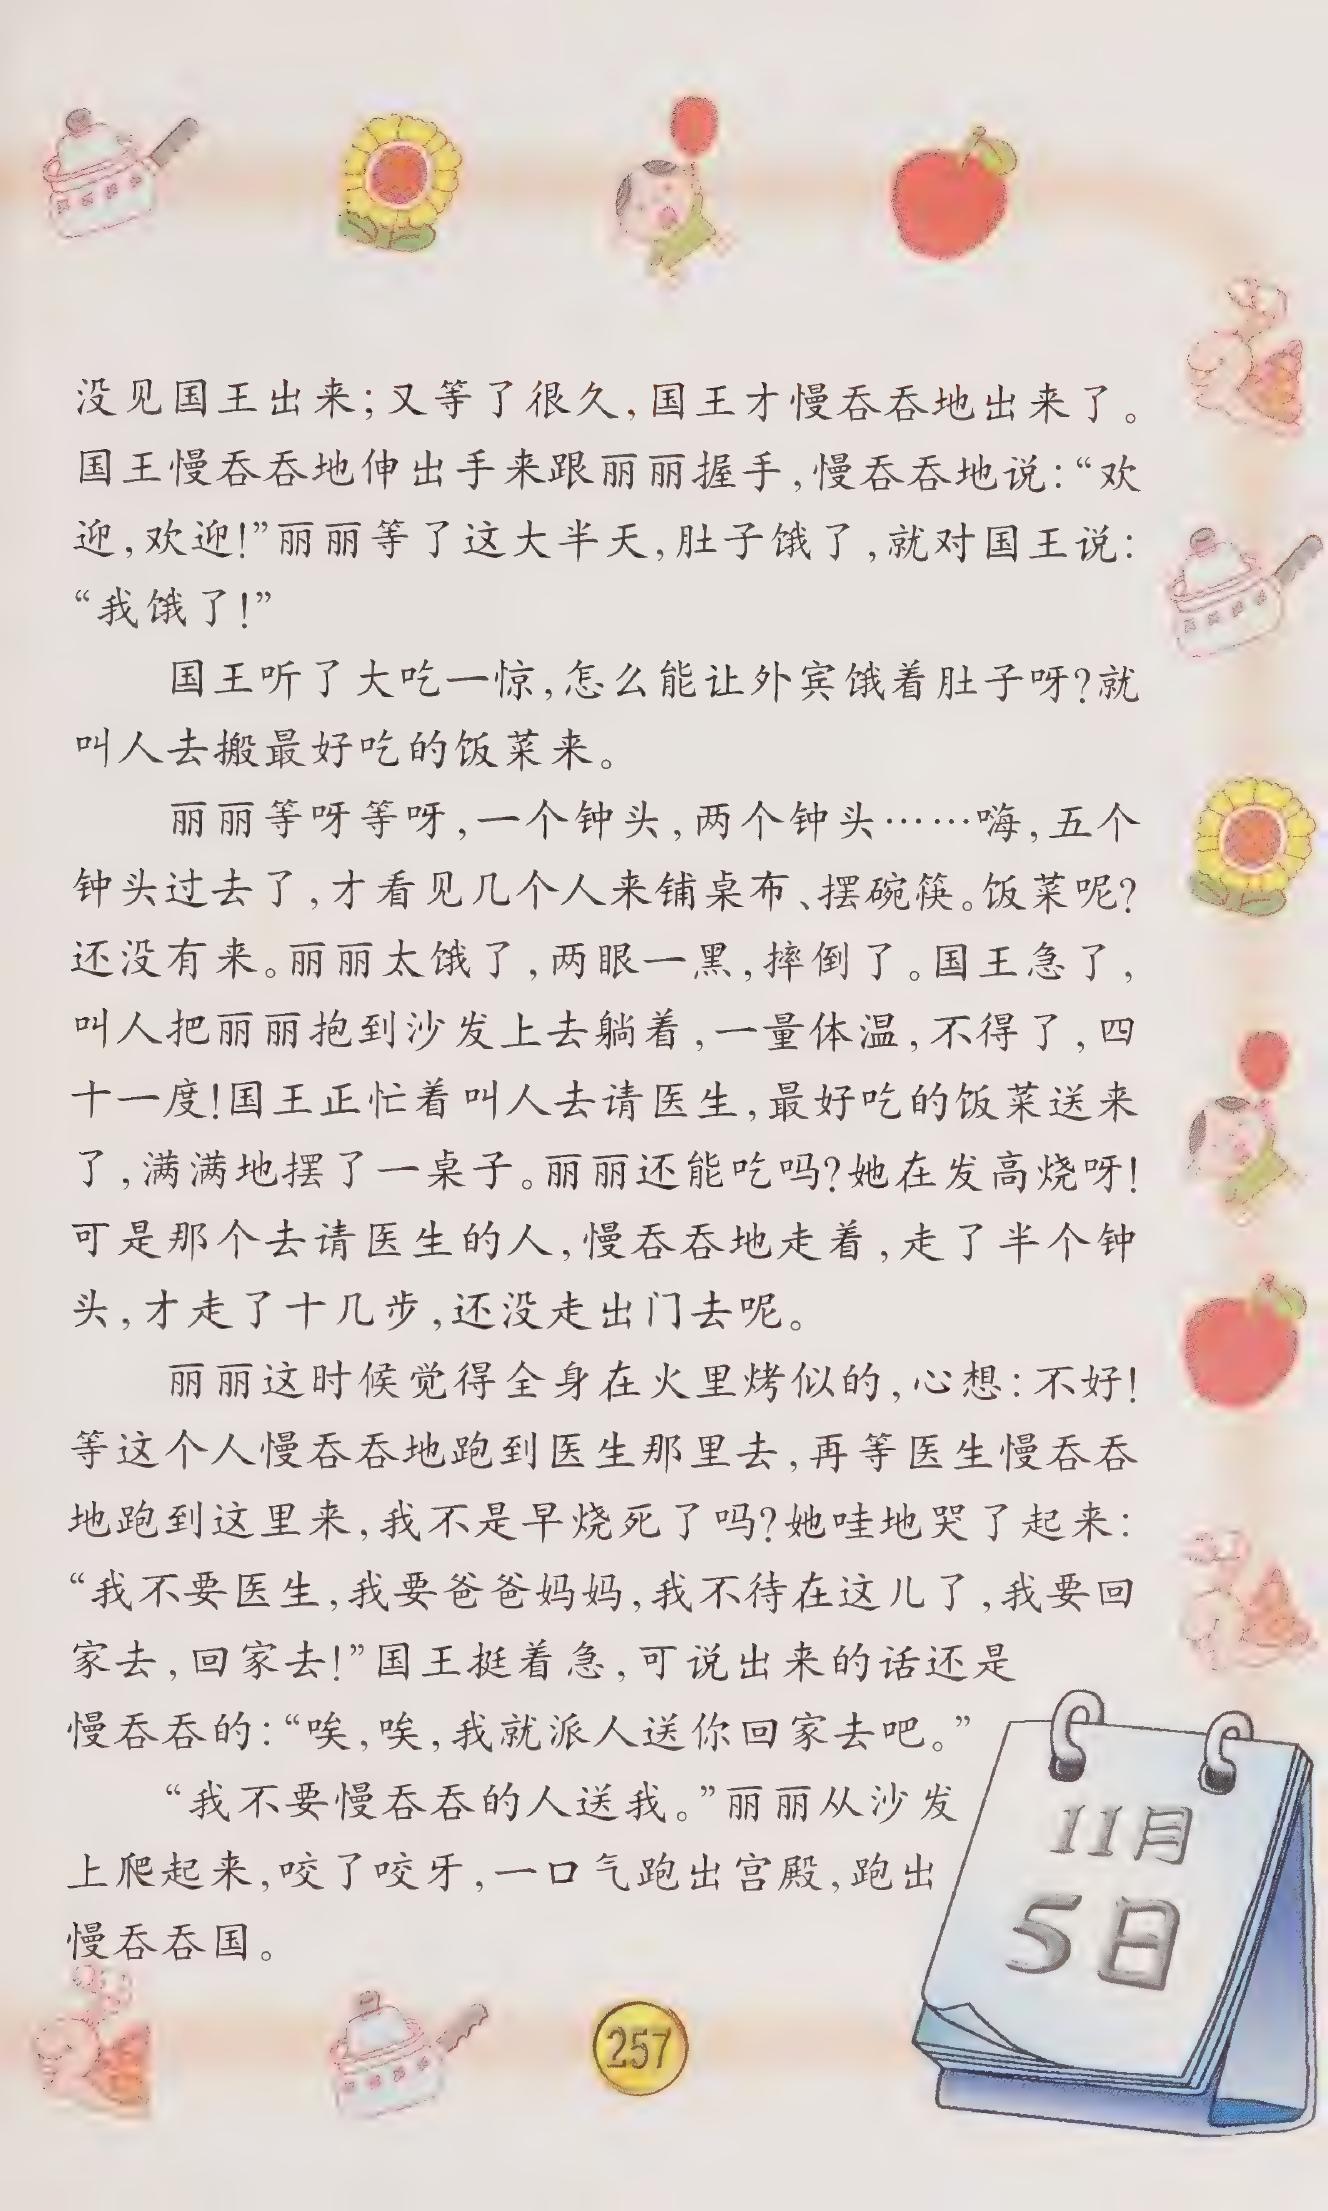 没见国王出来;又等了很久,国王才慢吞吞地出来了。
国王慢吞吞地伸出手来跟丽丽握手,慢吞吞地说:“欢
迎,欢迎!”丽丽等了这大半天,肚子饿了,就对国王说:
“我饿了!”
国王听了大吃一惊,怎么能让外宾饿着肚子呀?就
叫人去搬最好吃的饭菜来。
丽丽等呀等呀,一个钟头,两个钟头……嗨,五个
钟头过去了,才看见几个人来铺桌布、摆碗筷。饭菜呢?
还没有来。丽丽太饿了,两眼一黑,摔倒了。国王急了,
叫人把丽丽抱到沙发上去躺着,一量体温,不得了,四
十一度!国王正忙着叫人去请医生,最好吃的饭菜送来
了,满满地摆了一桌子。丽丽还能吃吗?她在发高烧呀!
可是那个去请医生的人,慢吞吞地走着,走了半个钟
头,才走了十几步,还没走出门去呢。
丽丽这时候觉得全身在火里烤似的,心想:不好!
等这个人慢吞吞地跑到医生那里去,再等医生慢吞吞
地跑到这里来,我不是早烧死了吗?她哇地哭了起来:
“我不要医生,我要爸爸妈妈,我不待在这儿了,我要回
家去,回家去!”国王挺着急,可说出来的话还是
慢吞吞的:“唉,唉,我就派人送你回家去吧。”
“我不要慢吞吞的人送我。”丽丽从沙发
上爬起来,咬了咬牙,一口气跑出宫殿,跑出
慢吞吞国。
11月
5日
257